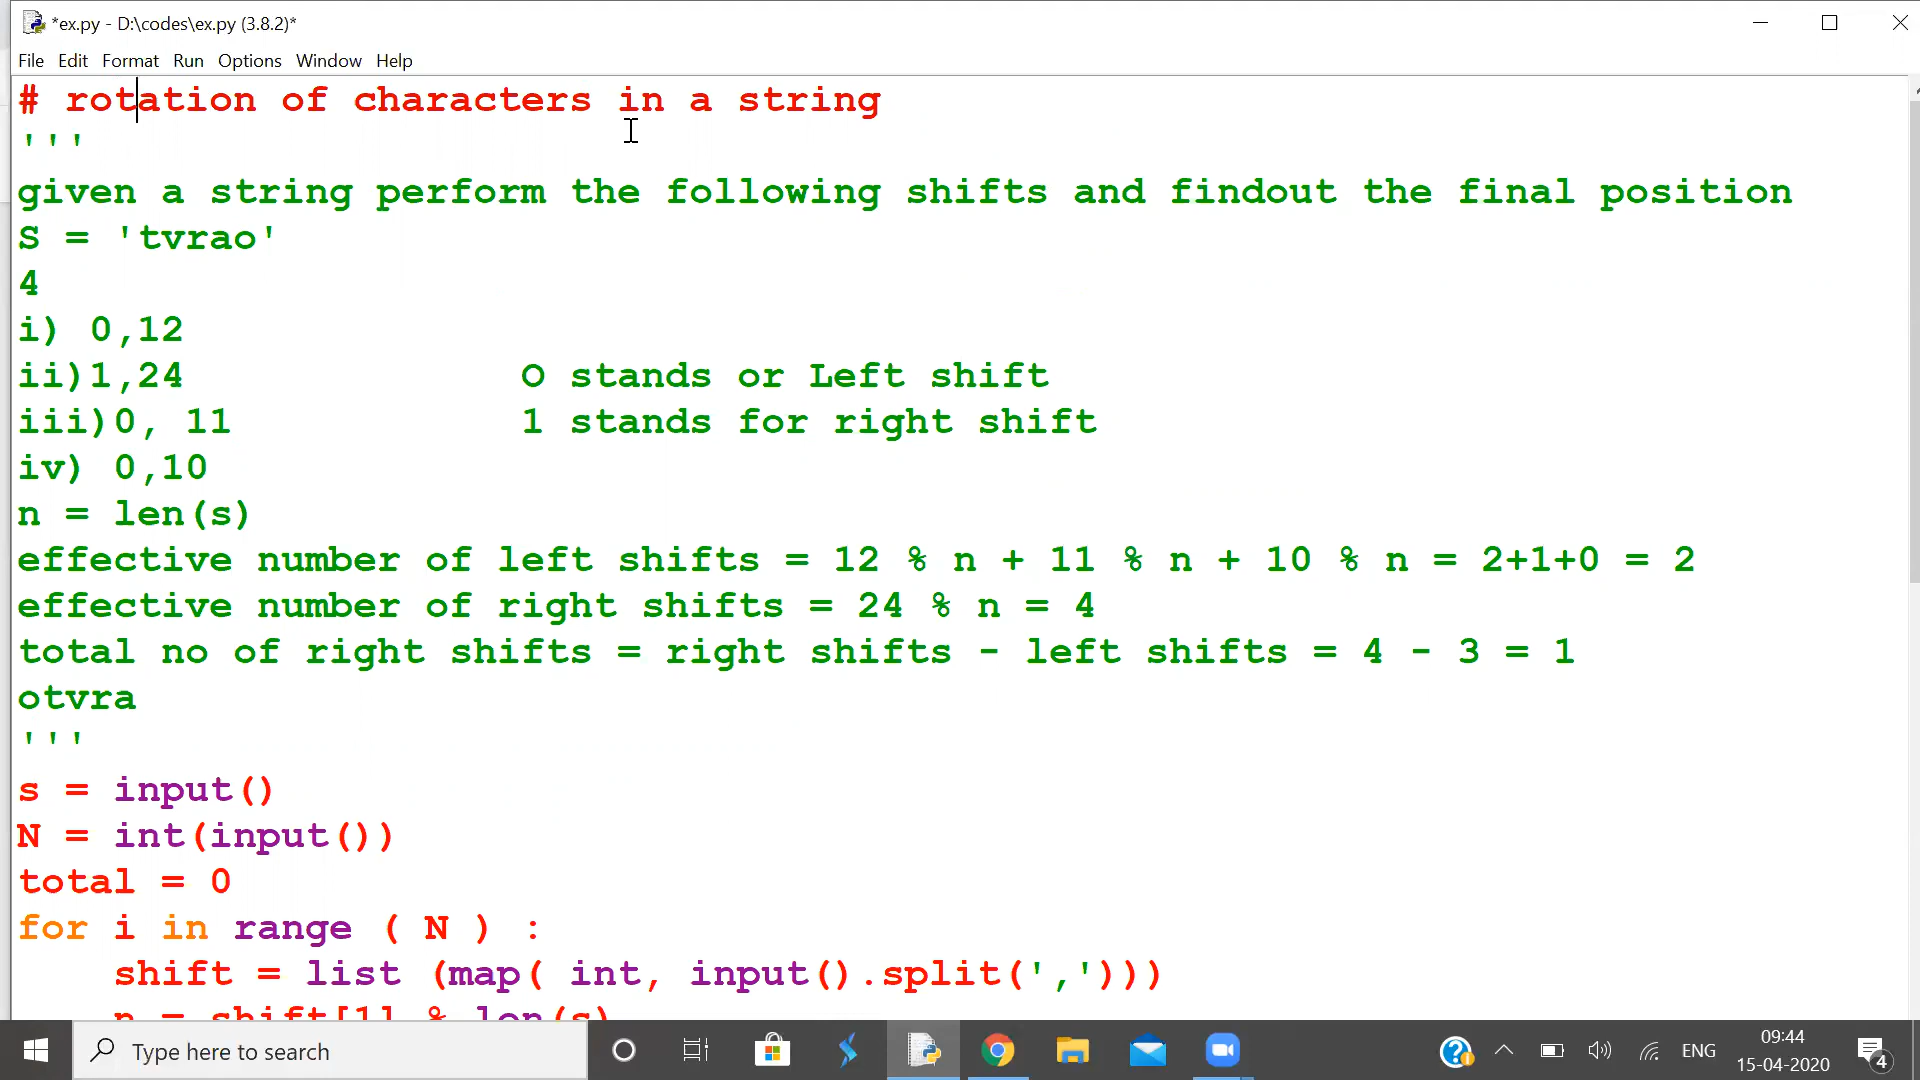 *ex.py - D:\codes\ex.py (3.8.2)*
File Edit Format Run Options Window Help
# rotation of characters in a string
'''
given a string perform the following shifts and findout the final position
S = 'tvrao'
4
i) 0,12
ii)1,24 O stands or Left shift
iii)0, 11 1 stands for right shift
iv) 0,10
n = len(s)
effective number of left shifts = 12 % n + 11 % n + 10 % n = 2+1+0 = 2
effective number of right shifts = 24 % n = 4
total no of right shifts = right shifts - left shifts = 4 - 3 = 1
otvra
'''
s = input()
N = int(input())
total = 0
for i in range ( N ) :
shift = list (map( int, input().split(',')))
n = shift[1] % len(s)
Type here to search
ENG
09:44
15-04-2020
4